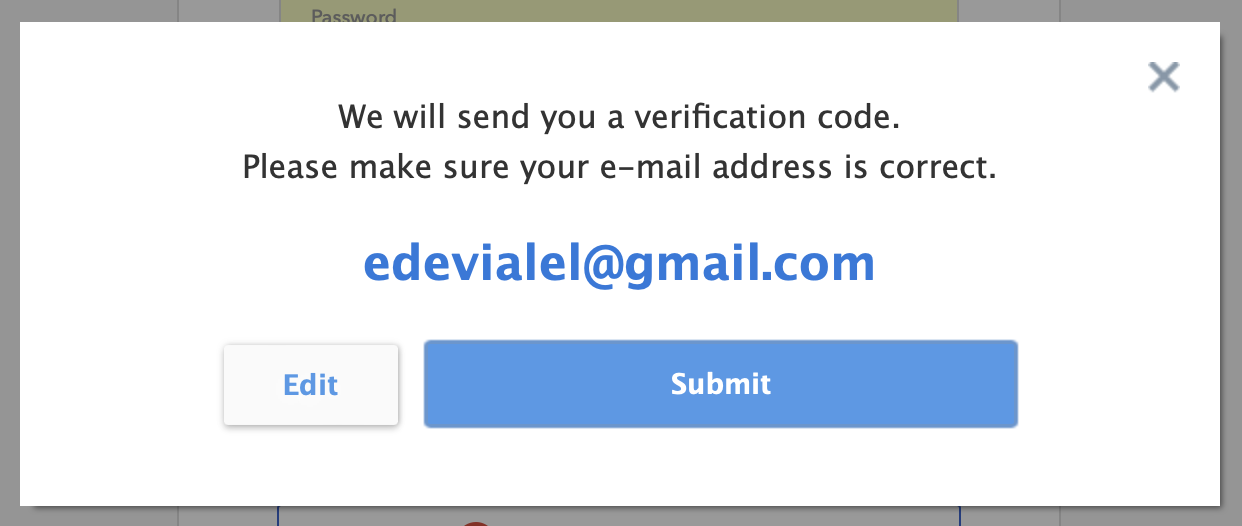 Password
We will send you a verification code.
Please make sure your e-mail address is correct.
edevialel@gmail.com
Edit
Submit